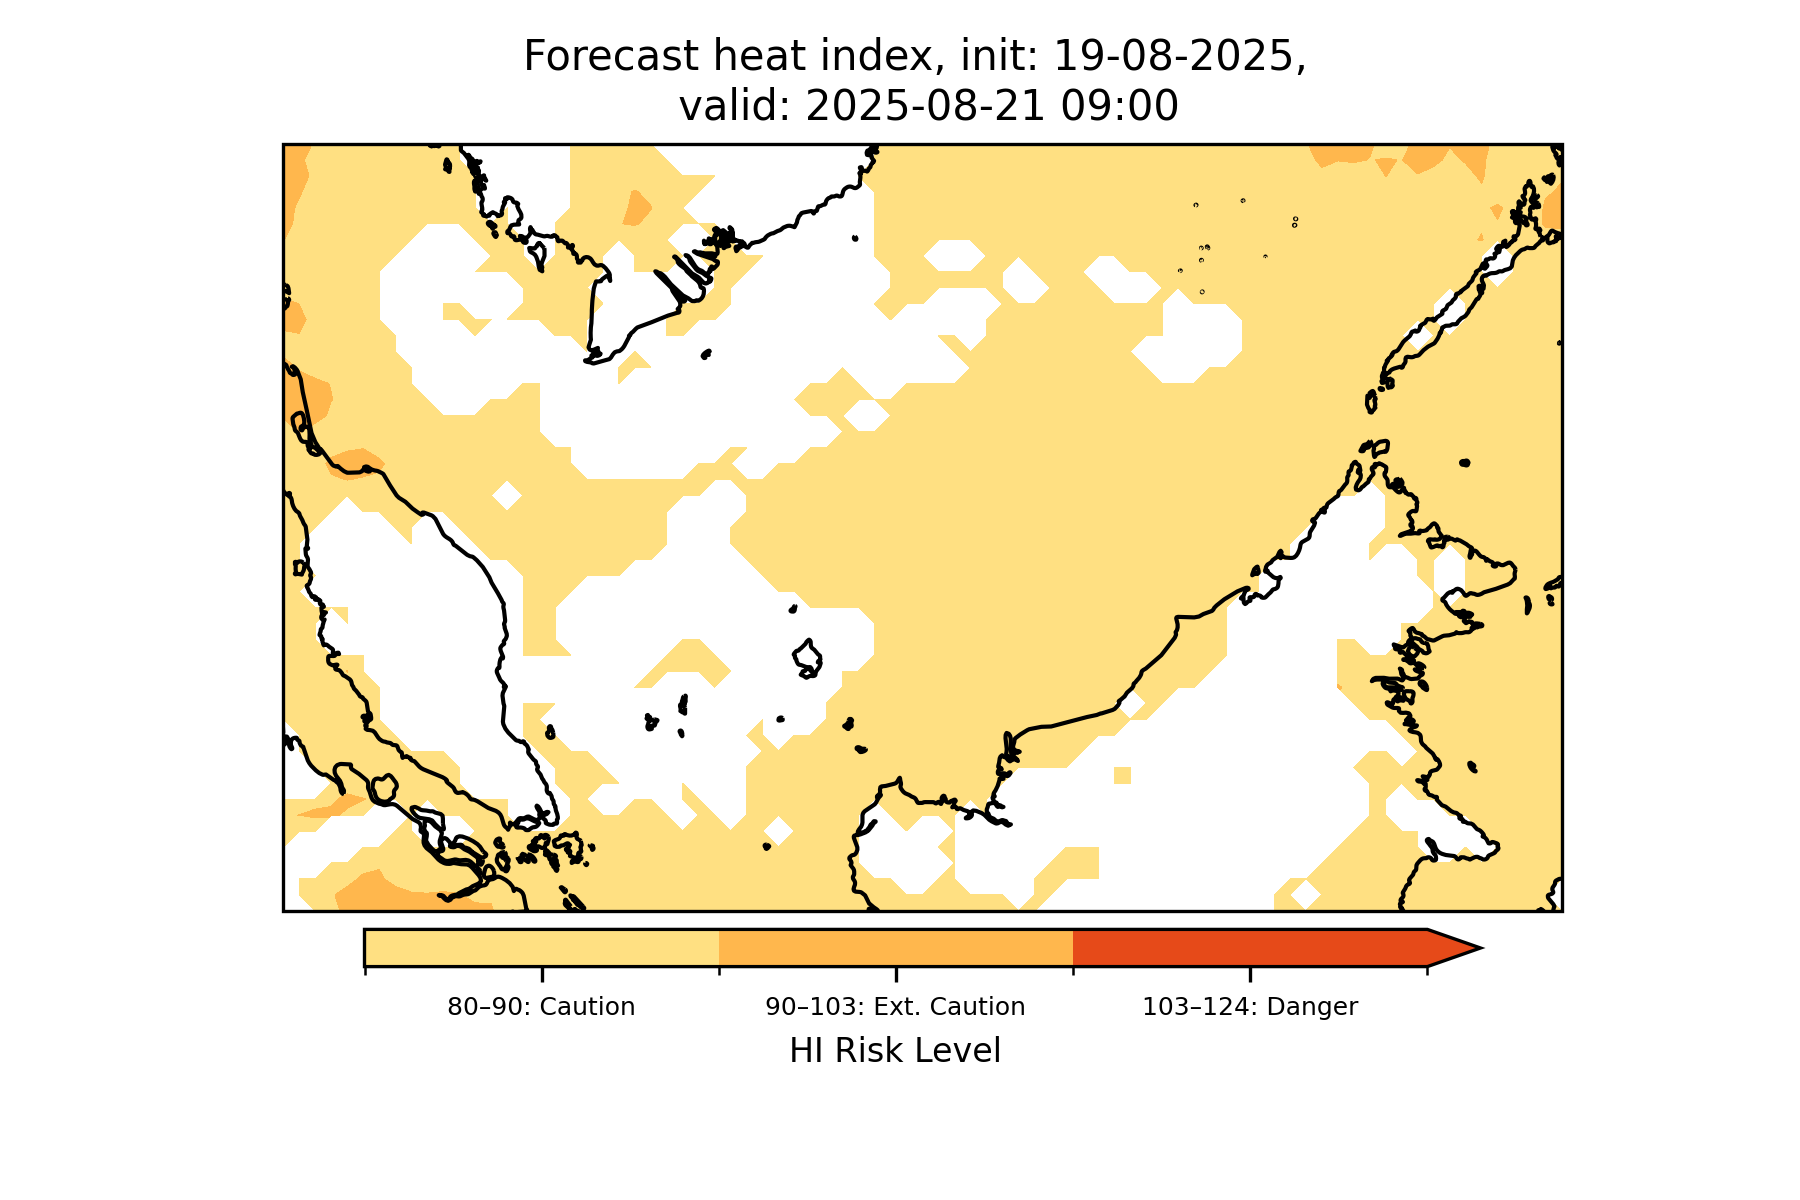 Forecast heat index, init: 19-08-2025,
valid: 2025-08-21 09:00
80–90: Caution
90–103: Ext. Caution
103–124: Danger
HI Risk Level